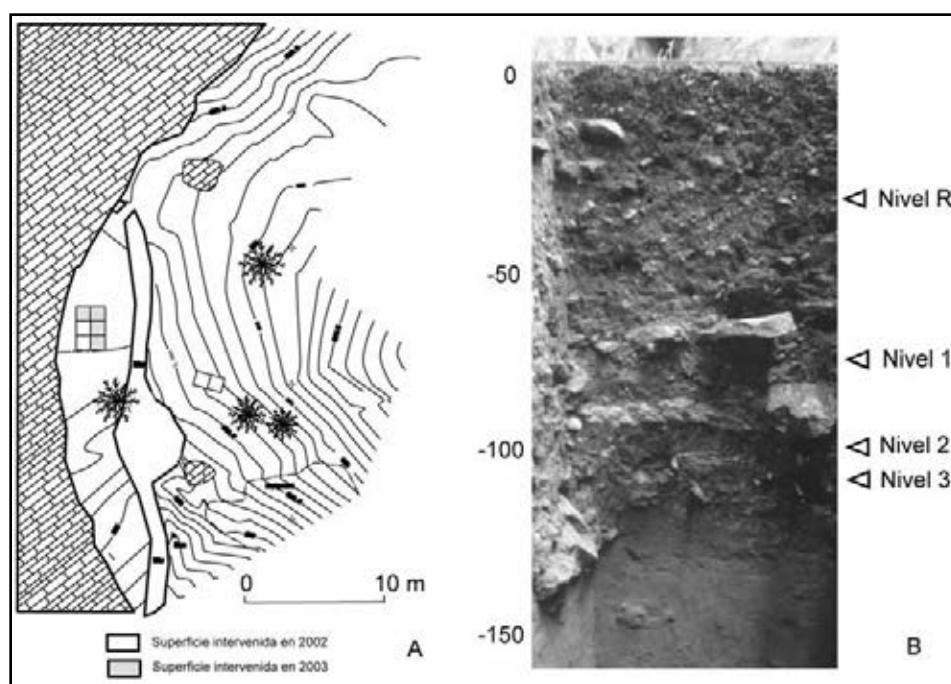 0
-50
-100
-150
Nivel R
Nivel 1
Nivel 2
Nivel 3
0 10 m
Superficie intervenida en 2002
Superficie intervenida en 2003
A
B